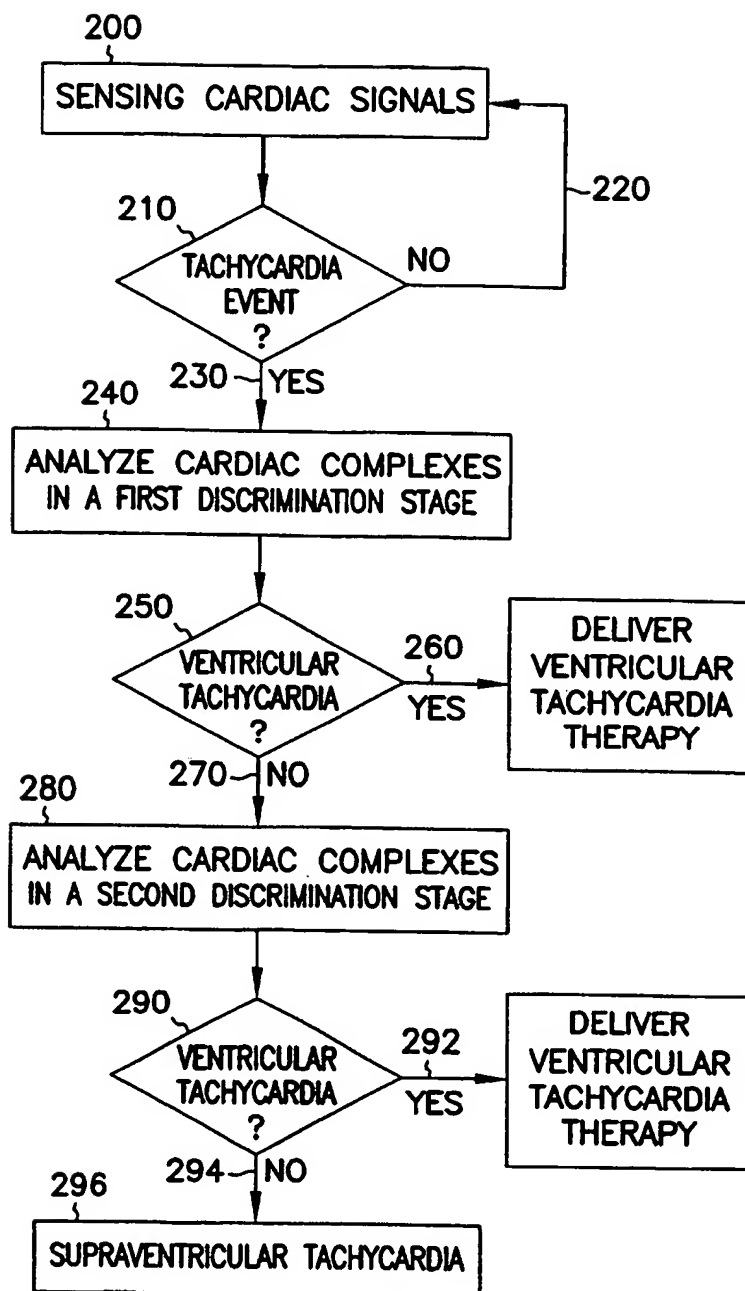 200
SENSING CARDIAC SIGNALS
210
220
TACHYCARDIA
EVENT
?
NO
230
YES
240
ANALYZE CARDIAC COMPLEXES
IN A FIRST DISCRIMINATION STAGE
250
VENTRICULAR
TACHYCARDIA
?
260
YES
DELIVER
VENTRICULAR
TACHYCARDIA
THERAPY
270
NO
280
ANALYZE CARDIAC COMPLEXES
IN A SECOND DISCRIMINATION STAGE
290
VENTRICULAR
TACHYCARDIA
?
292
YES
DELIVER
VENTRICULAR
TACHYCARDIA
THERAPY
294
NO
296
SUPRAVENTRICULAR TACHYCARDIA